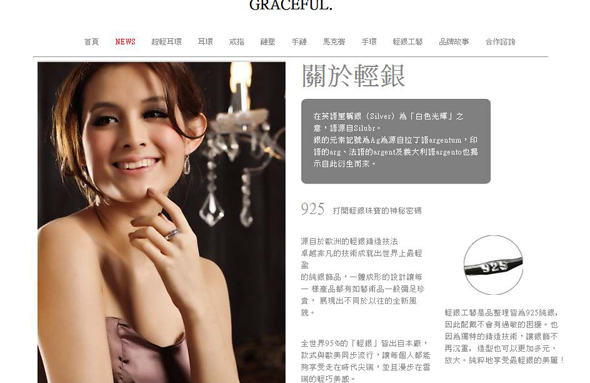 GRACEFUL.
首頁 NEWS 超輕耳環 耳環 戒指 鏈墜 手鏈 馬克賽 手環 輕銀工藝 品牌故事 合作諮詢
關於輕銀
在英語里稱銀（Silver）為「白色光輝」之
意，語源自Silubr。
銀的元素記號為Ag為源自拉丁語argentum，印
語的arg、法語的argent及義大利語argento也揭
示自此衍生而來。
925 打開輕銀珠寶的神秘密碼
源自於歐洲的輕銀鑄造技法
卓越非凡的技術成就出世界上最輕
盈
的純銀飾品，一體成形的設計讓每
一 樣產品都有如藝術品一般彌足珍
貴， 展現出不同於以往的全新風
貌。
全世界95%的「輕銀」皆出自本廠，
款式與歐美同步流行，讓每個人都能
夠享受走在時代尖端，並且漫步在雲
端的輕巧美感。
925
輕銀工藝是品整理皆為925純銀，
因此配戴不會有過敏的困擾。也
因為獨特的鑄造技術，讓銀飾不
再沉重，造型也可以更加多元、
放大。純粹地享受最輕銀的美麗！